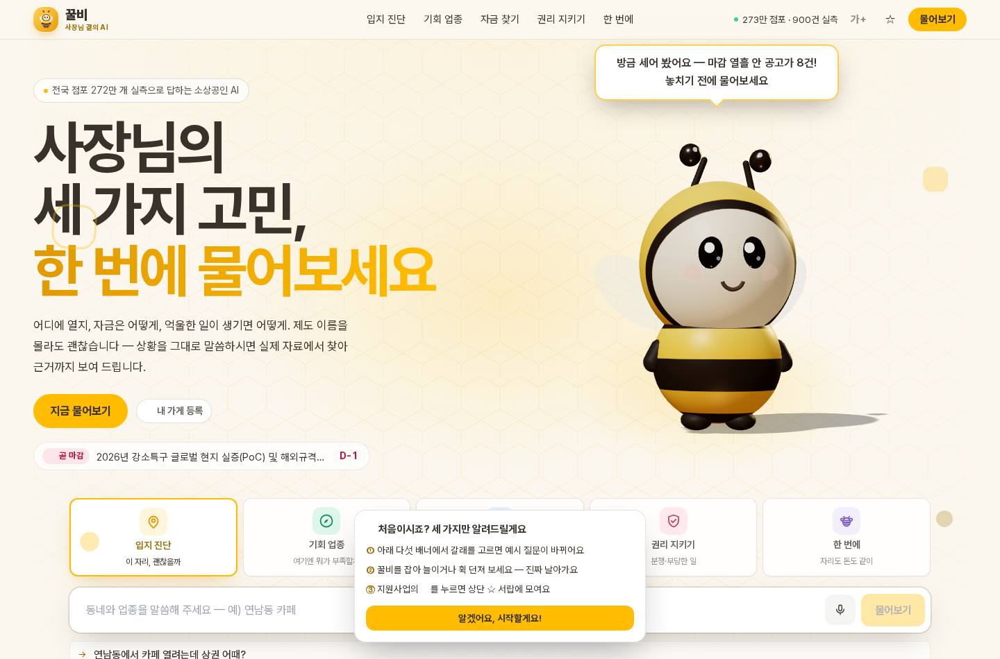 꿀비
사장님 곁의 AI
입지 진단
기회 업종
자금 찾기
권리 지키기
한 번에
273만 점포 · 900건 실측
가+
☆
물어보기
방금 세어 봤어요 — 마감 열흘 안 공고가 8건!
놓치기 전에 물어보세요
전국 점포 272만 개 실측으로 답하는 소상공인 AI
사장님의
세 가지 고민,
한 번에 물어보세요
어디에 열지, 자금은 어떻게, 억울한 일이 생기면 어떻게. 제도 이름을
몰라도 괜찮습니다 — 상황을 그대로 말씀하시면 실제 자료에서 찾아
근거까지 보여 드립니다.
지금 물어보기
내 가게 등록
곧 마감
2026년 강소특구 글로벌 현지 실증(PoC) 및 해외규격...
D-1
입지 진단
이 자리, 괜찮을까
기회 업종
여기엔 뭐가 부족할
권리 지키기
분쟁·부당한 일
한 번에
자리도 돈도 같이
처음이시죠? 세 가지만 알려드릴게요
① 아래 다섯 배너에서 갈래를 고르면 예시 질문이 바뀌어요
② 꿀비를 잡아 늘이거나 휙 던져 보세요 — 진짜 날아가요
③ 지원사업의 를 누르면 상단 ☆ 서랍에 모여요
알겠어요, 시작할게요!
동네와 업종을 말씀해 주세요 — 예) 연남동 카페
물어보기
→ 연남동에서 카페 열려는데 상권 어때?